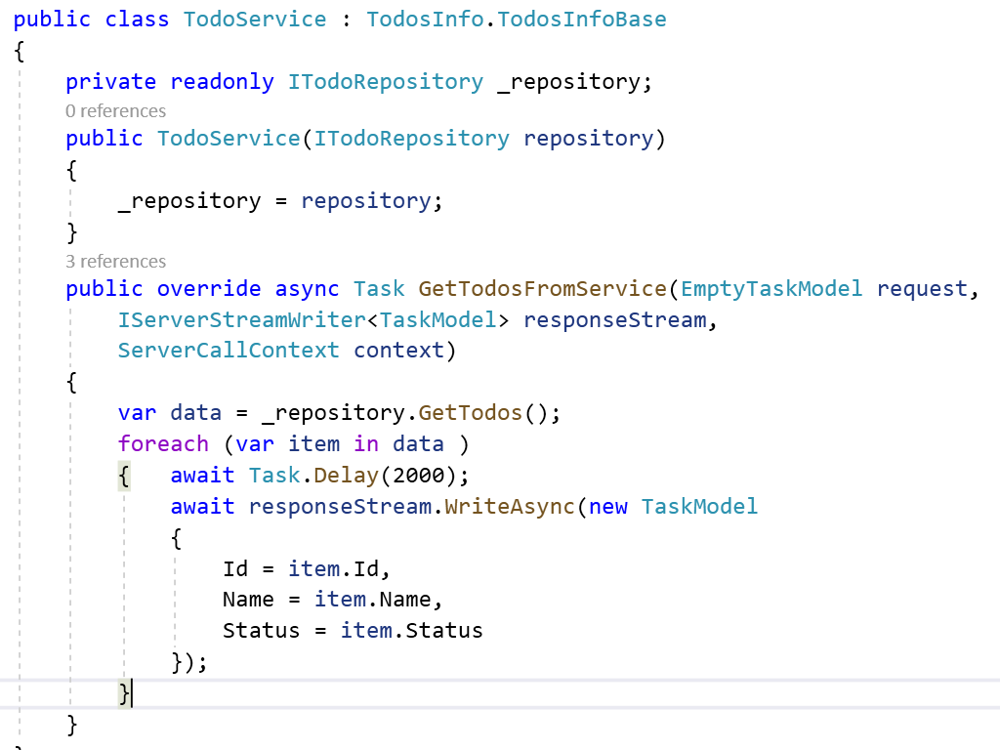 public class TodoService : TodosInfo.TodosInfoBase
{
private readonly ITodoRepository _repository;
0 references
public TodoService(ITodoRepository repository)
{
_repository = repository;
}
3 references
public override async Task GetTodosFromService(EmptyTaskModel request,
IServerStreamWriter<TaskModel> responseStream,
ServerCallContext context)
{
var data = _repository.GetTodos();
foreach (var item in data )
{ await Task.Delay(2000);
await responseStream.WriteAsync(new TaskModel
{
Id = item.Id,
Name = item.Name,
Status = item.Status
});
}
}
}